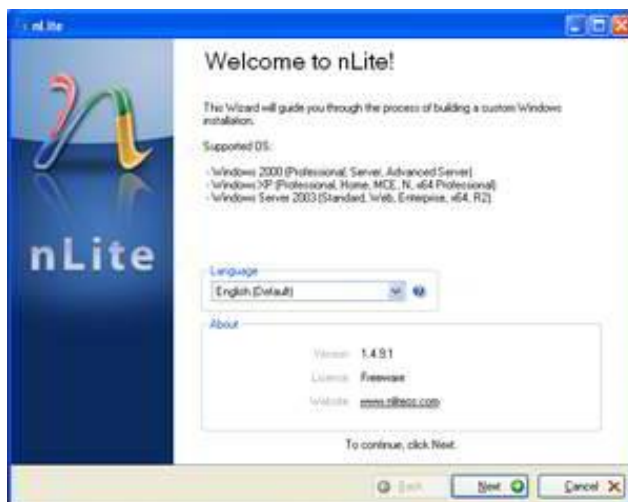 nLite
Welcome to nLite!
This Wizard will guide you through the process of building a custom Windows
installation.
Supported OS:
- Windows 2000 (Professional, Server, Advanced Server)
- Windows XP (Professional, Home, MCE, N, x64 Professional)
- Windows Server 2003 (Standard, Web, Enterprise, x64, R2)
nLite
Language
English (Default)
About
Version 1.4.9.1
Licence Freeware
Website www.nliteos.com
To continue, click Next.
Back Next Cancel